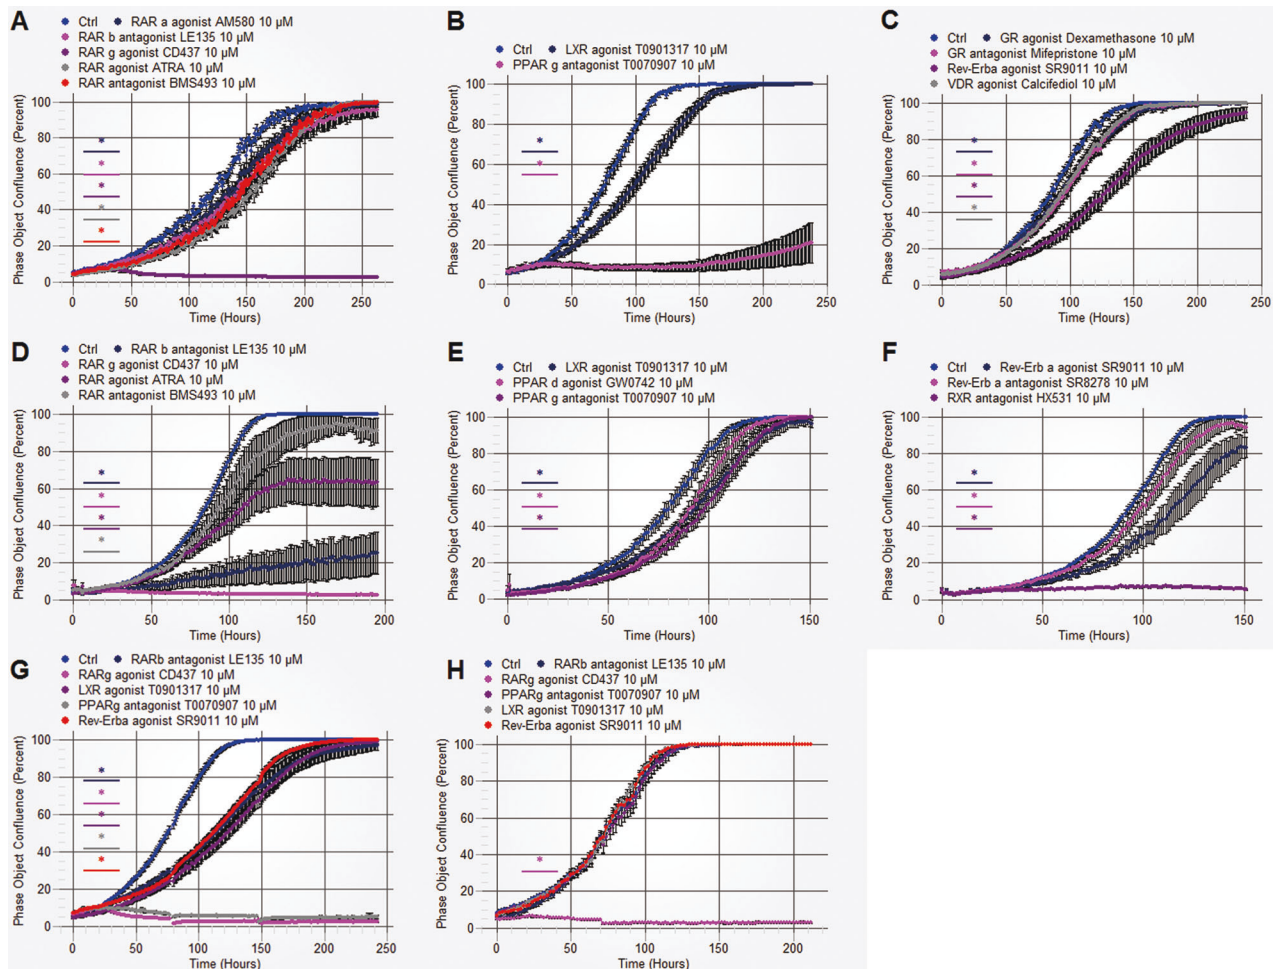 A
Ctrl RAR a agonist AM580 10 µM
RAR b antagonist LE135 10 µM
RAR g agonist CD437 10 µM
RAR agonist ATRA 10 µM
RAR antagonist BMS493 10 µM
Phase Object Confluence (Percent)
100
80
60
40
20
0
* * * * *
0 50 100 150 200 250
Time (Hours)
B
Ctrl LXR agonist T0901317 10 µM
PPAR g antagonist T0070907 10 µM
Phase Object Confluence (Percent)
100
80
60
40
20
0
* *
0 50 100 150 200 250
Time (Hours)
C
Ctrl GR agonist Dexamethasone 10 µM
GR antagonist Mifepristone 10 µM
Rev-Erba agonist SR9011 10 µM
VDR agonist Calcifediol 10 µM
Phase Object Confluence (Percent)
100
80
60
40
20
0
* * * *
0 50 100 150 200 250
Time (Hours)
D
Ctrl RAR b antagonist LE135 10 µM
RAR g agonist CD437 10 µM
RAR agonist ATRA 10 µM
RAR antagonist BMS493 10 µM
Phase Object Confluence (Percent)
100
80
60
40
20
0
* * * *
0 50 100 150 200
Time (Hours)
E
Ctrl LXR agonist T0901317 10 µM
PPAR d agonist GW0742 10 µM
PPAR g antagonist T0070907 10 µM
Phase Object Confluence (Percent)
100
80
60
40
20
0
* * *
0 50 100 150
Time (Hours)
F
Ctrl Rev-Erb a agonist SR9011 10 µM
Rev-Erb a antagonist SR8278 10 µM
RXR antagonist HX531 10 µM
Phase Object Confluence (Percent)
100
80
60
40
20
0
* * *
0 50 100 150
Time (Hours)
G
Ctrl RARb antagonist LE135 10 µM
RARg agonist CD437 10 µM
LXR agonist T0901317 10 µM
PPARg antagonist T0070907 10 µM
Rev-Erba agonist SR9011 10 µM
Phase Object Confluence (Percent)
100
80
60
40
20
0
* * * * *
0 50 100 150 200 250
Time (Hours)
H
Ctrl RARb antagonist LE135 10 µM
RARg agonist CD437 10 µM
PPARg antagonist T0070907 10 µM
LXR agonist T0901317 10 µM
Rev-Erba agonist SR9011 10 µM
Phase Object Confluence (Percent)
100
80
60
40
20
0
*
0 50 100 150 200
Time (Hours)